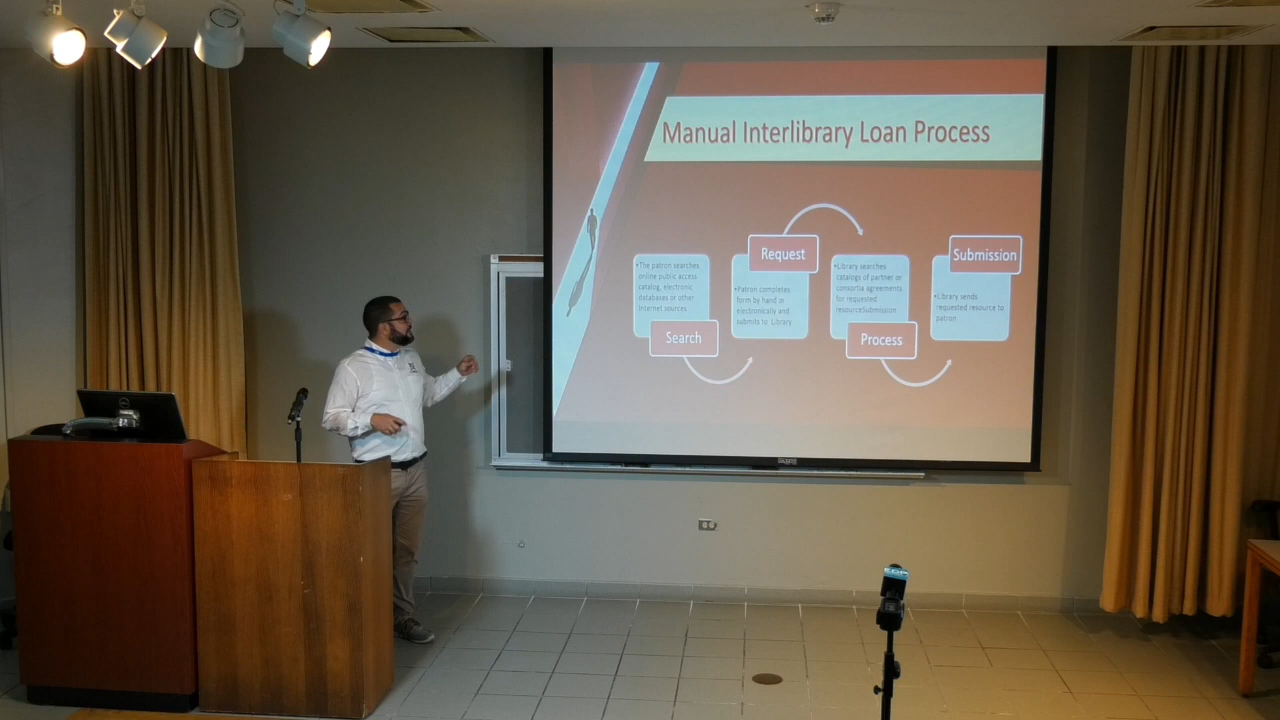 Manual Interlibrary Loan Process
•The patron searches
online public access
catalog, electronic
databases or other
Internet sources
Search
Request
•Patron completes
form by hand in
electronically and
submits to Library
•Library searches
catalogs of partner or
consortia agreements
for requested
resourceSubmission
Process
Submission
•Library sends
requested resource to
patron
DELL